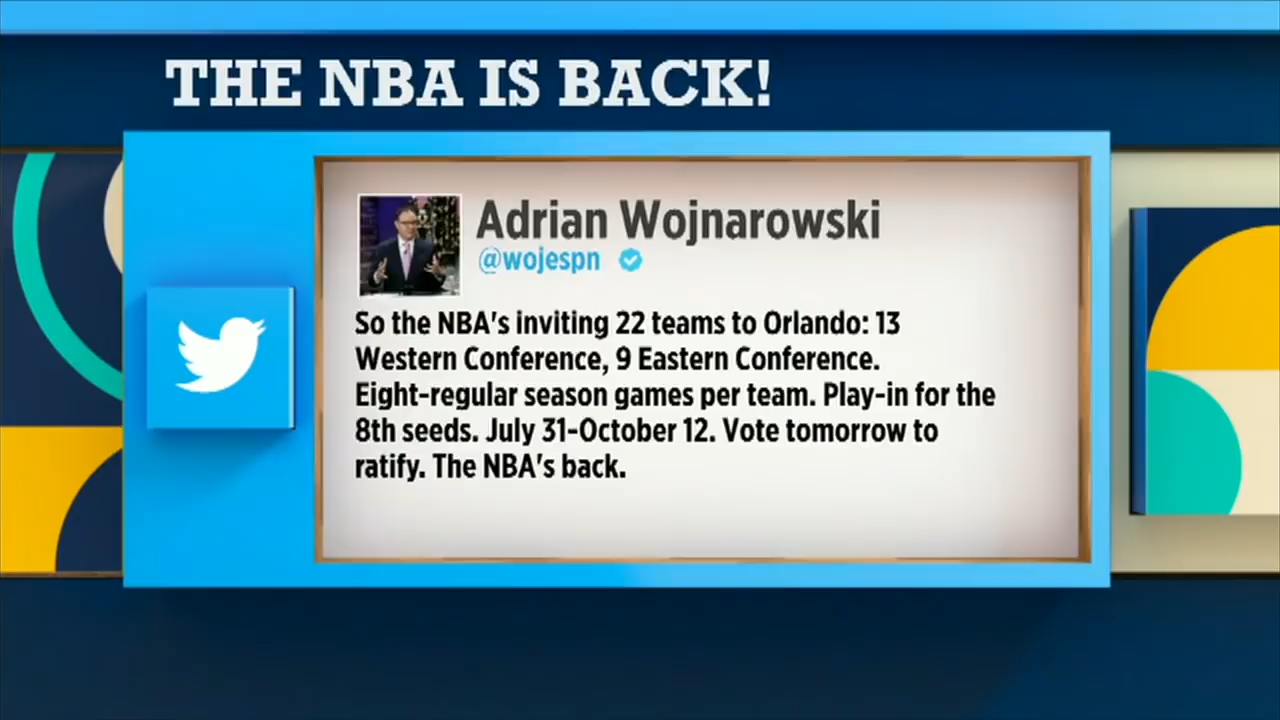 THE NBA IS BACK!
Adrian Wojnarowski
@wojespn
So the NBA's inviting 22 teams to Orlando: 13
Western Conference, 9 Eastern Conference.
Eight-regular season games per team. Play-in for the
8th seeds. July 31-October 12. Vote tomorrow to
ratify. The NBA's back.